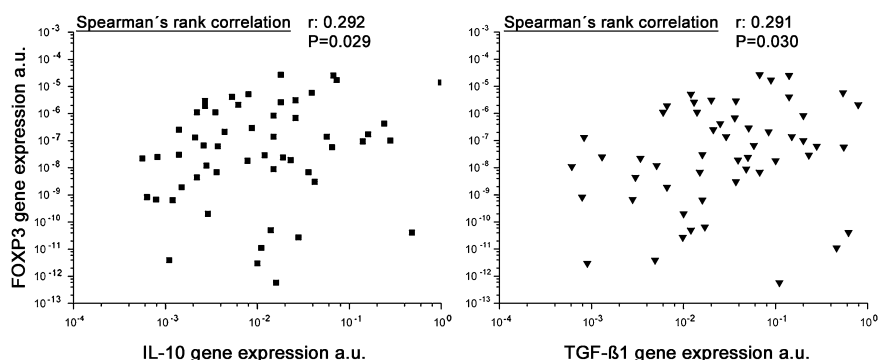 Spearman´s rank correlation r: 0.292
P=0.029
FOXP3 gene expression a.u.
10⁻³
10⁻⁴
10⁻⁵
10⁻⁶
10⁻⁷
10⁻⁸
10⁻⁹
10⁻¹⁰
10⁻¹¹
10⁻¹²
10⁻¹³
10⁻⁴ 10⁻³ 10⁻² 10⁻¹ 10⁰
IL-10 gene expression a.u.
Spearman´s rank correlation r: 0.291
P=0.030
10⁻³
10⁻⁴
10⁻⁵
10⁻⁶
10⁻⁷
10⁻⁸
10⁻⁹
10⁻¹⁰
10⁻¹¹
10⁻¹²
10⁻¹³
10⁻⁴ 10⁻³ 10⁻² 10⁻¹ 10⁰
TGF-ß1 gene expression a.u.